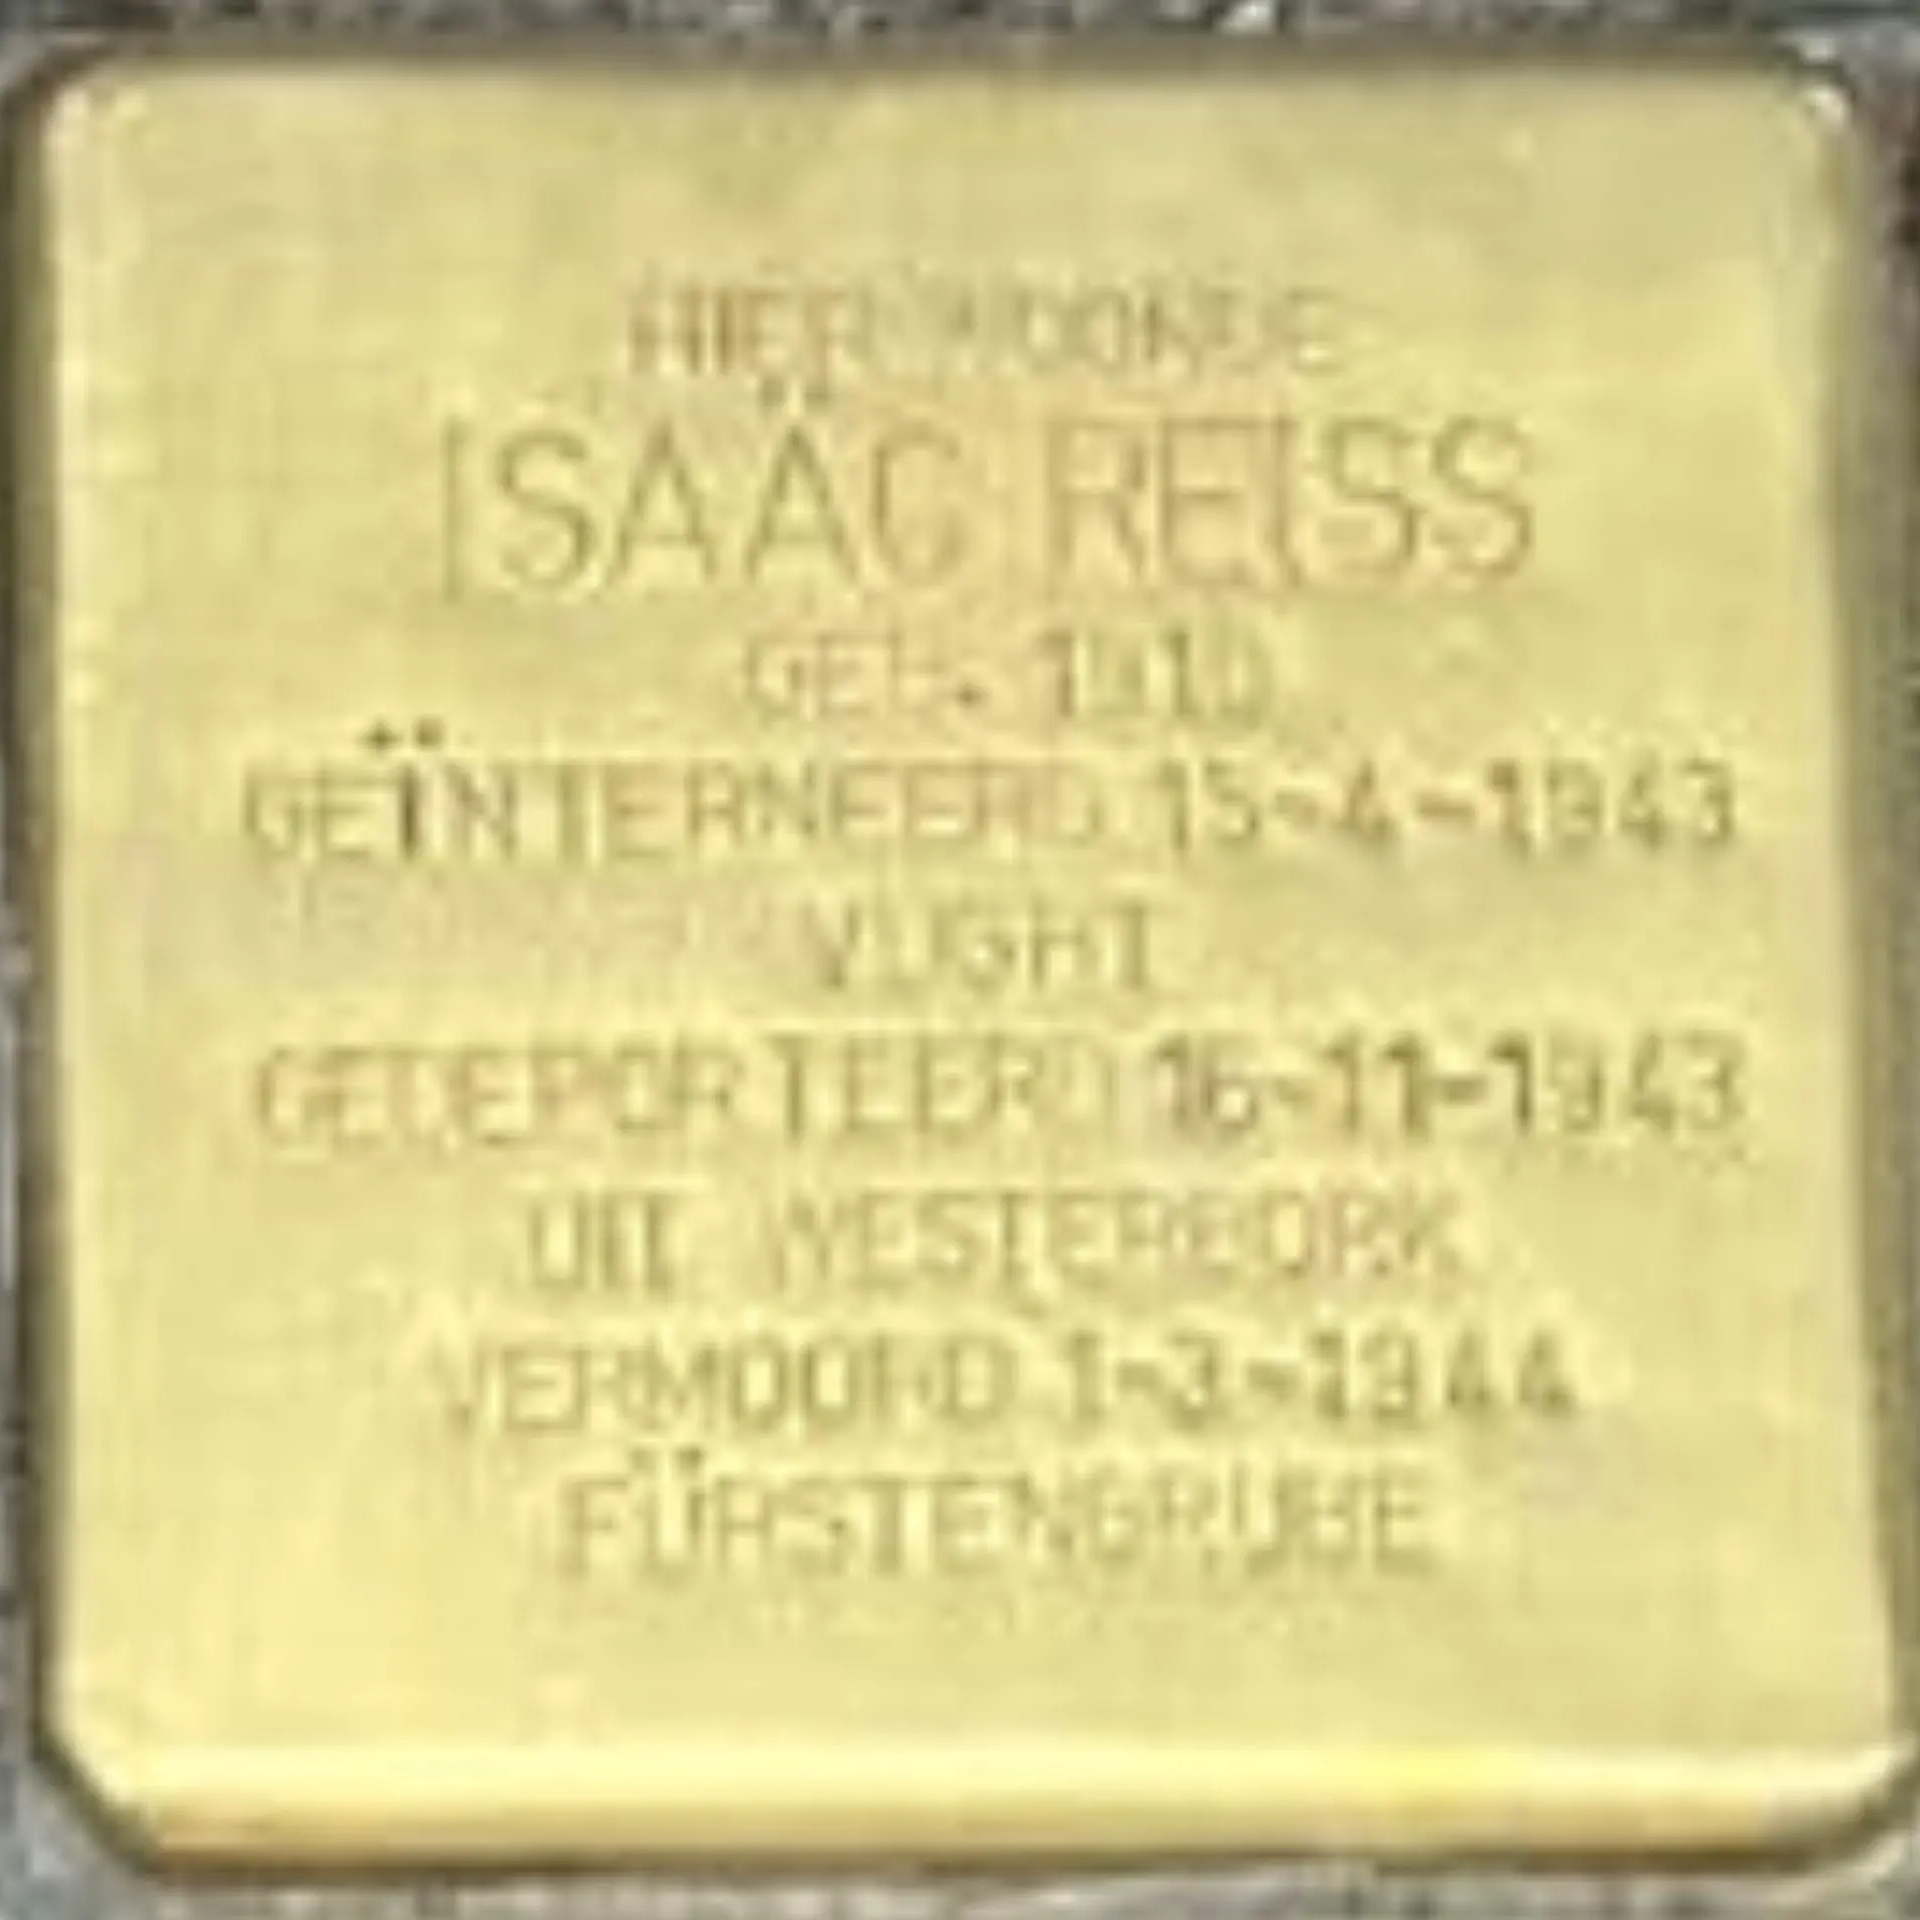 HIER WOONDE
ISAÄC REISS
GEB. 1910
GEÏNTERNEERD 15-4-1943
VUGHT
GEDEPORTEERD 16-11-1943
UIT WESTERBORK
VERMOORD 1-3-1944
FÜRSTENGRUBE